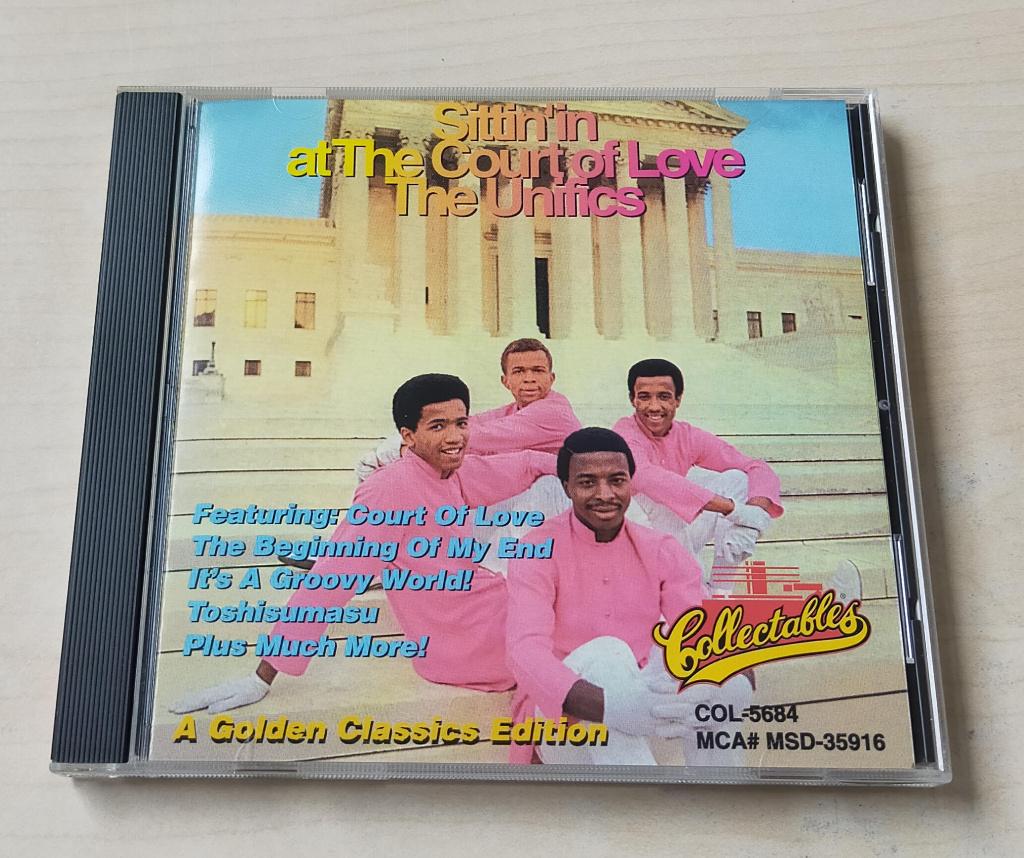 Sittin' in
at The Court of Love
The Unifics
Featuring: Court Of Love
The Beginning Of My End
It's A Groovy World!
Toshisumasu
Plus Much More!
Collectables®
A Golden Classics Edition
COL-5684
MCA# MSD-35916